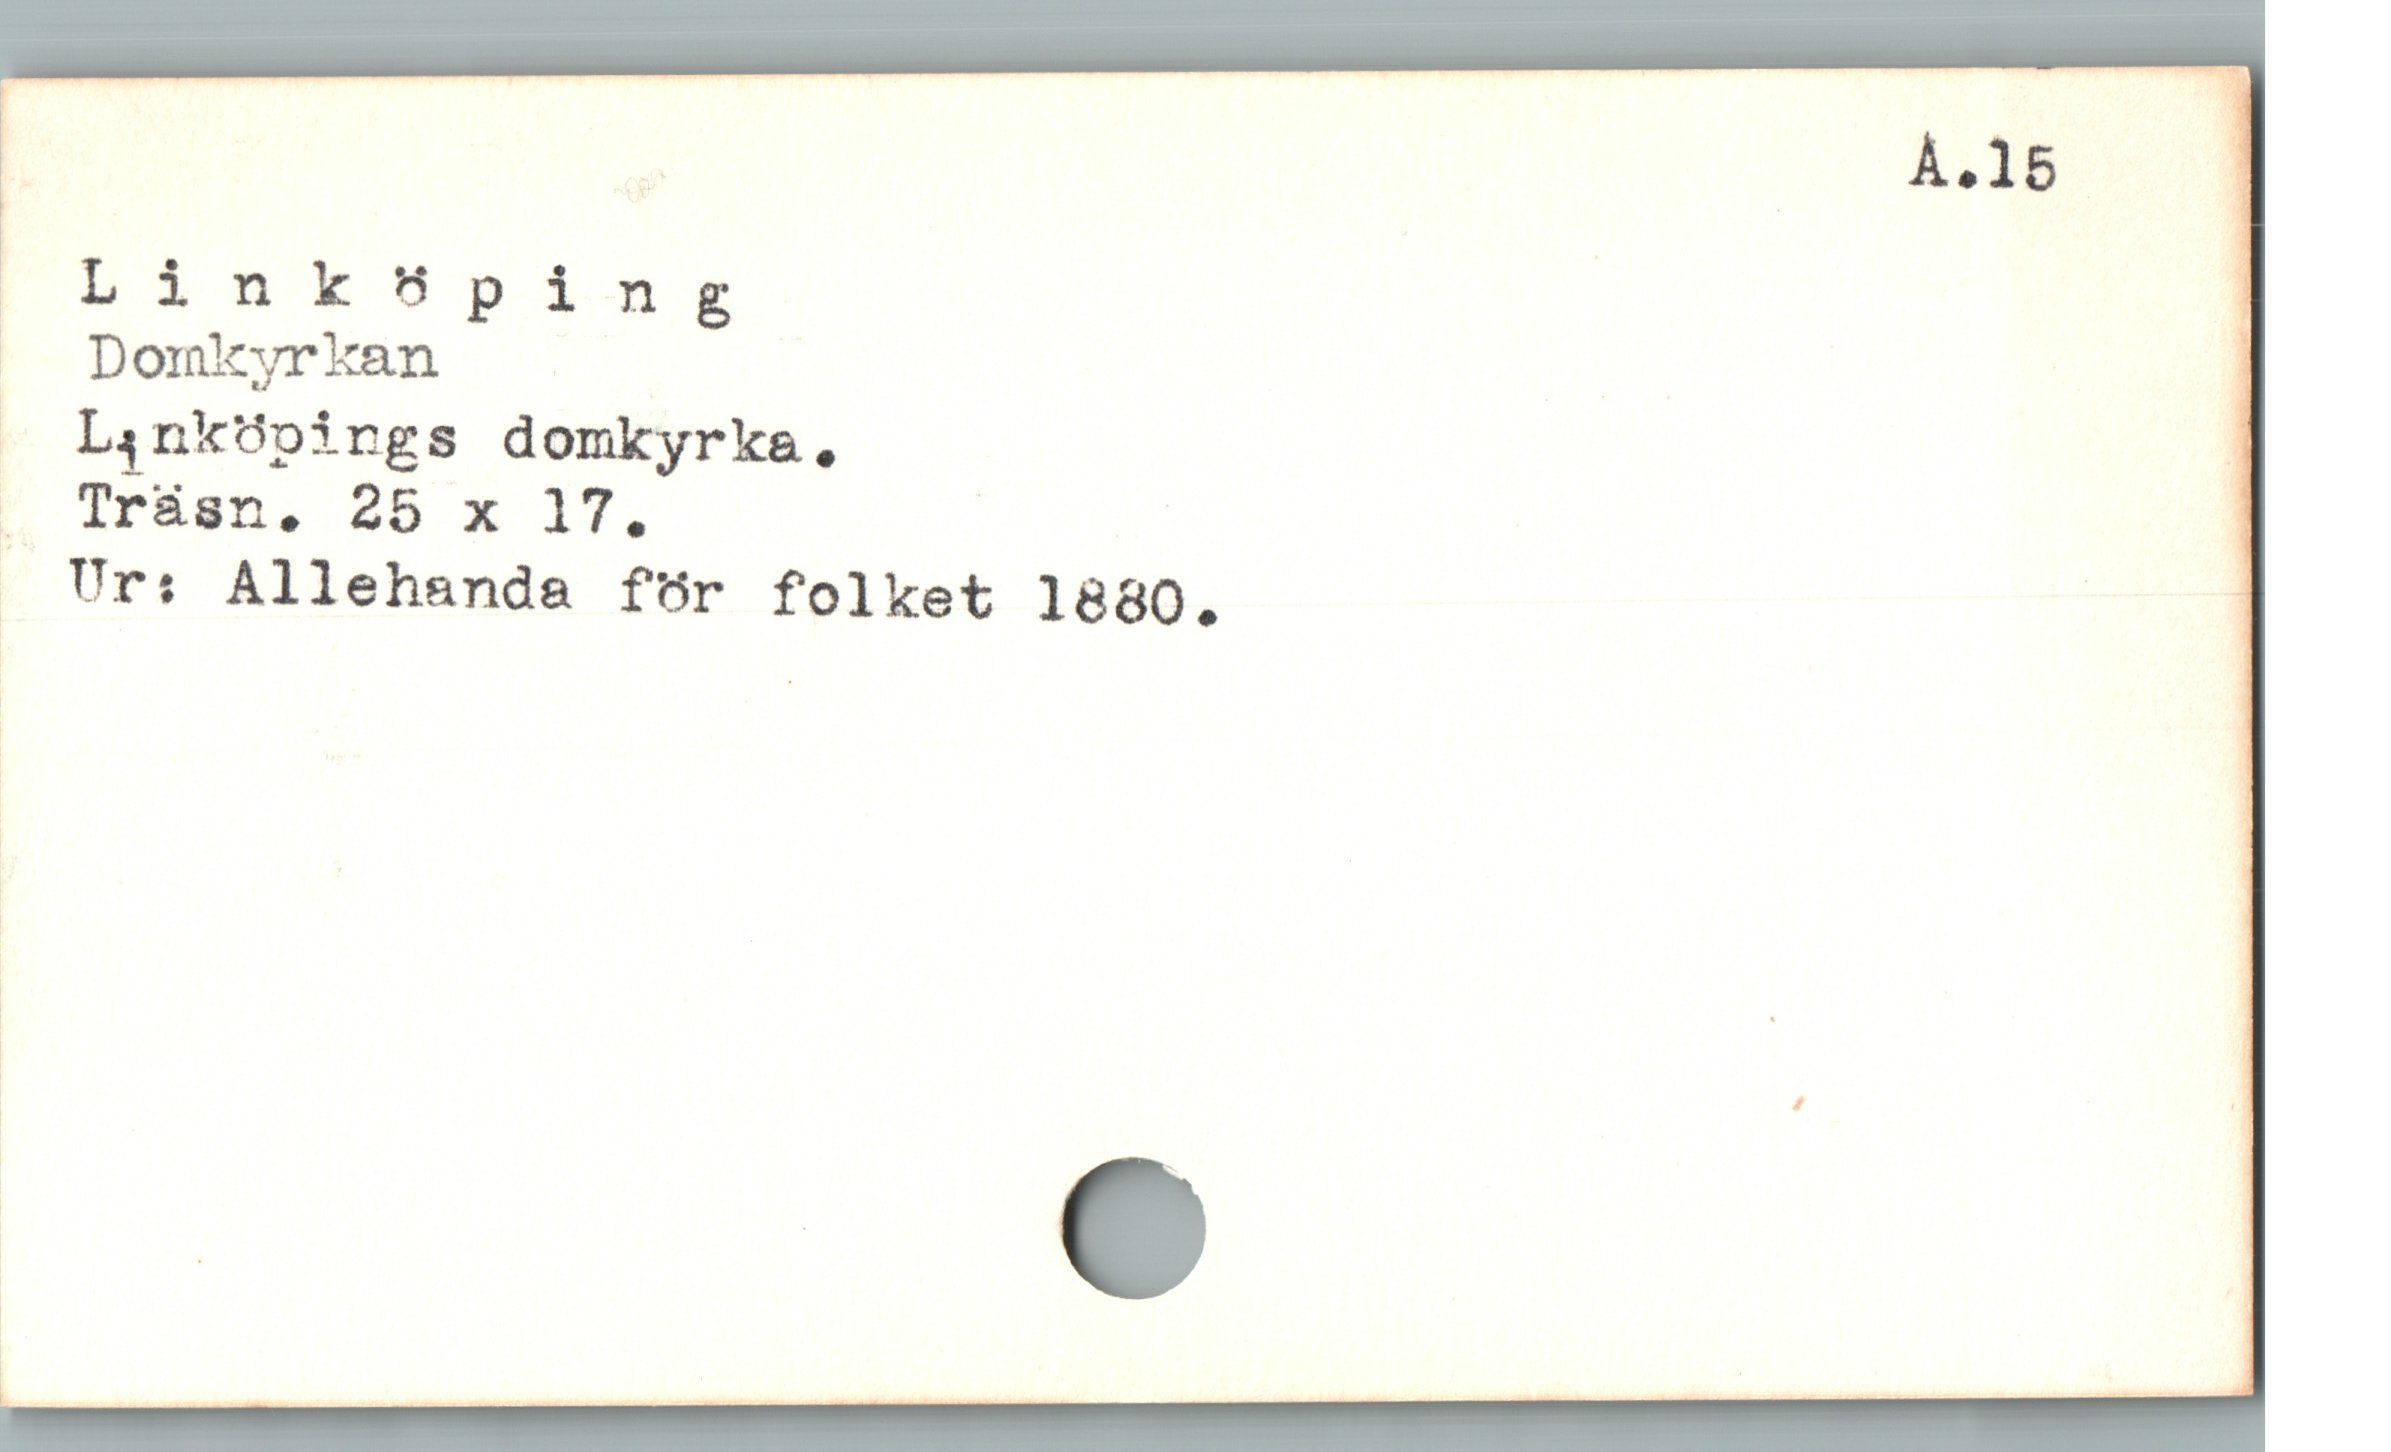 A.15
L i n k ö p i n g
Domkyrkan
Linköpings domkyrka.
Träsn. 25 x 17.
Ur: Allehanda för folket 1880.